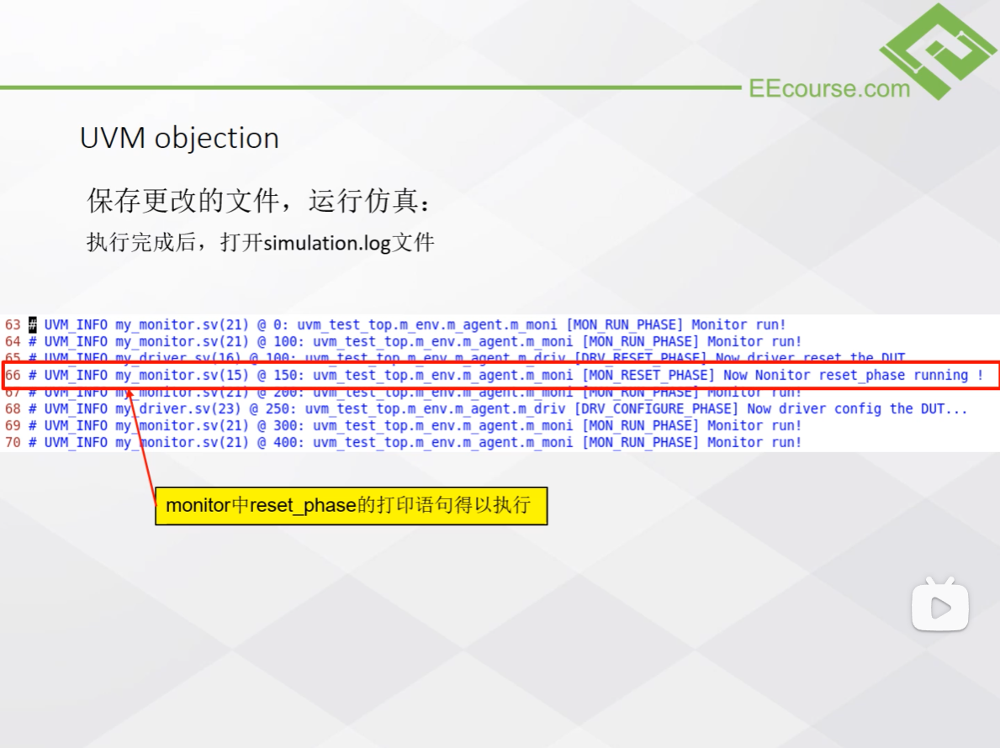 EEcourse.com
UVM objection
保存更改的文件，运行仿真：
执行完成后，打开simulation.log文件
63 # UVM_INFO my_monitor.sv(21) @ 0: uvm_test_top.m_env.m_agent.m_moni [MON_RUN_PHASE] Monitor run!
64 # UVM_INFO my_monitor.sv(21) @ 100: uvm_test_top.m_env.m_agent.m_moni [MON_RUN_PHASE] Monitor run!
65 # UVM_INFO my_driver.sv(16) @ 100: uvm_test_top.m_env.m_agent.m_driv [DRV_RESET_PHASE] Now driver reset the DUT
66 # UVM_INFO my_monitor.sv(15) @ 150: uvm_test_top.m_env.m_agent.m_moni [MON_RESET_PHASE] Now Nonitor reset_phase running !
67 # UVM_INFO my_monitor.sv(21) @ 200: uvm_test_top.m_env.m_agent.m_moni [MON_RUN_PHASE] Monitor run!
68 # UVM_INFO my_driver.sv(23) @ 250: uvm_test_top.m_env.m_agent.m_driv [DRV_CONFIGURE_PHASE] Now driver config the DUT...
69 # UVM_INFO my_monitor.sv(21) @ 300: uvm_test_top.m_env.m_agent.m_moni [MON_RUN_PHASE] Monitor run!
70 # UVM_INFO my_monitor.sv(21) @ 400: uvm_test_top.m_env.m_agent.m_moni [MON_RUN_PHASE] Monitor run!
monitor中reset_phase的打印语句得以执行